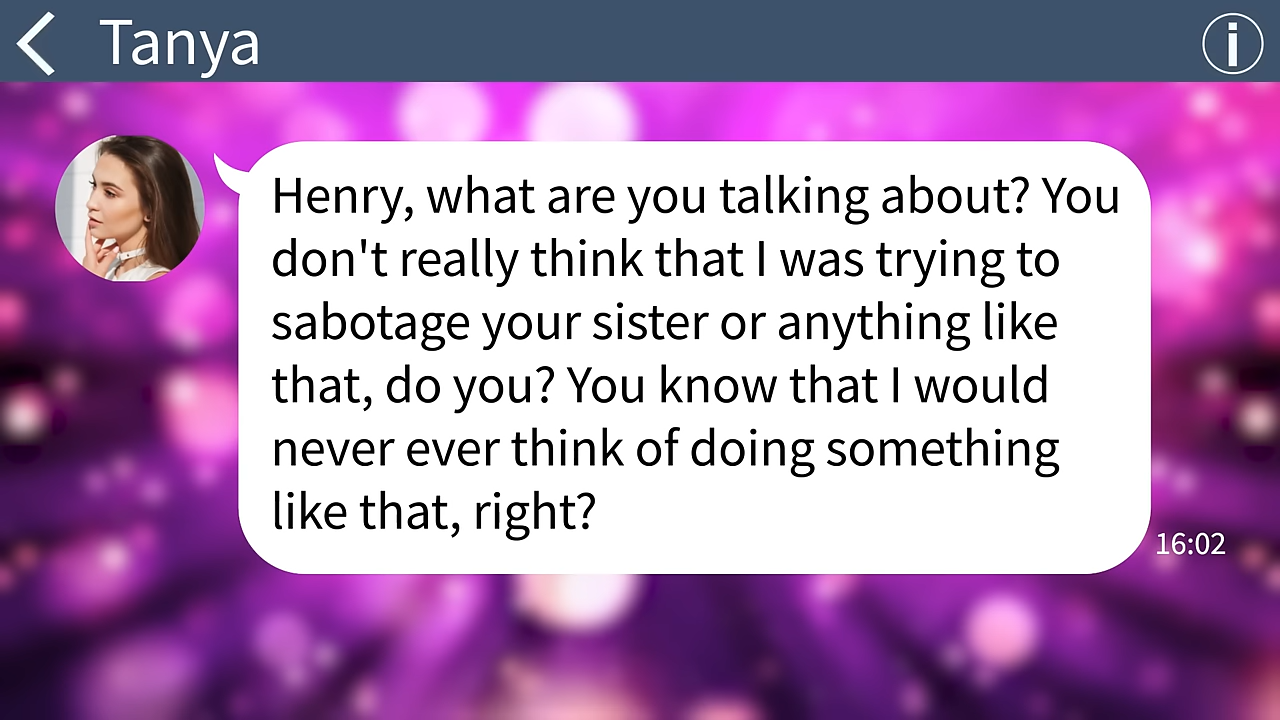 Tanya
Henry, what are you talking about? You
don't really think that I was trying to
sabotage your sister or anything like
that, do you? You know that I would
never ever think of doing something
like that, right?
16:02